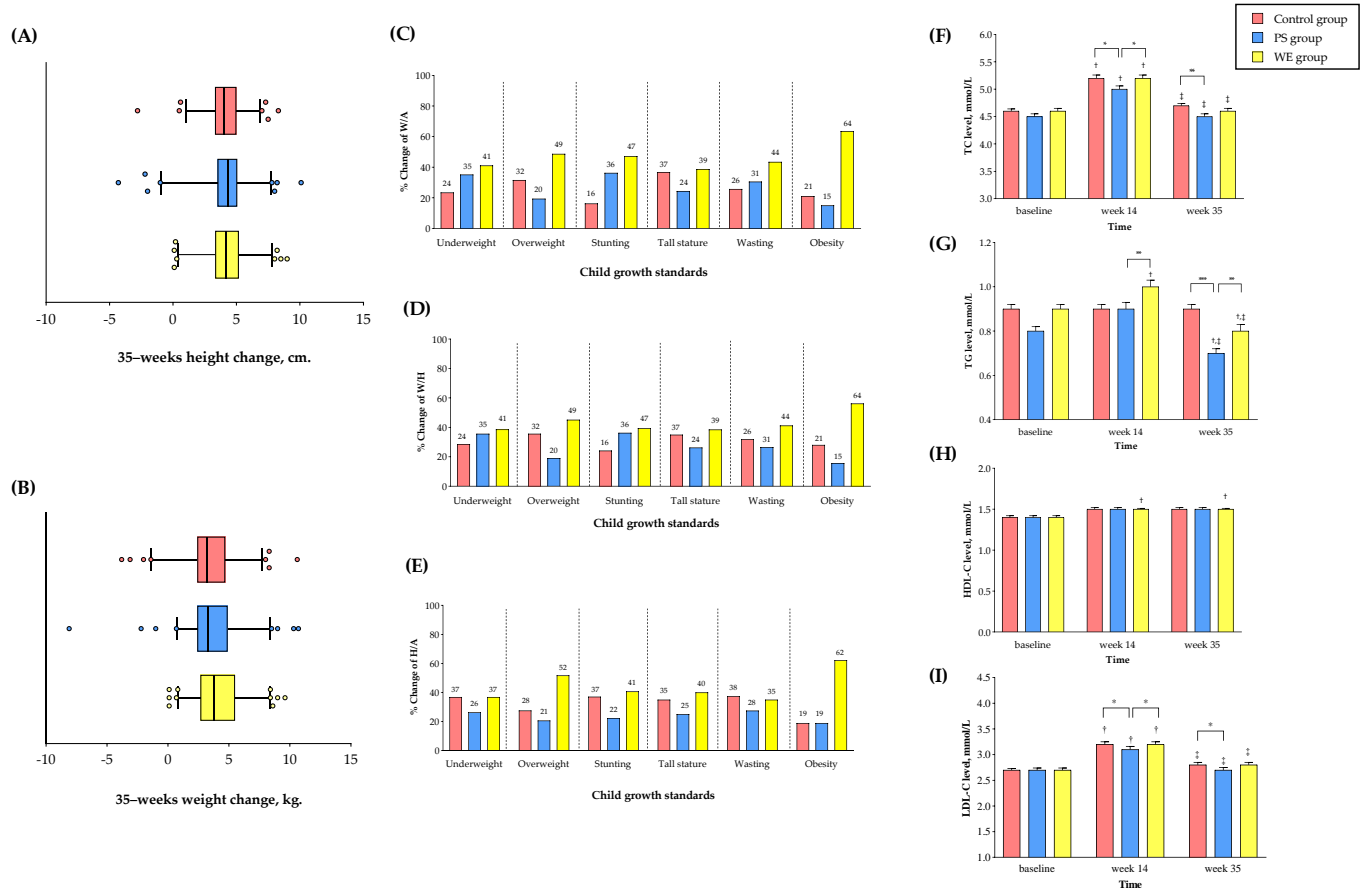 (A)
-10
-5
0
5
10
15
35–weeks height change, cm.
(B)
-10
-5
0
5
10
15
35–weeks weight change, kg.
(C)
% Change of W/A
100
80
60
40
20
0
24 35 41
32 20 49
16 36 47
37 24 39
26 31 44
21 15 64
Underweight Overweight Stunting Tall stature Wasting Obesity
Child growth standards
(D)
% Change of W/H
100
80
60
40
20
0
24 35 41
32 20 49
16 36 47
37 24 39
26 31 44
21 15 64
Underweight Overweight Stunting Tall stature Wasting Obesity
Child growth standards
(E)
% Change of H/A
100
80
60
40
20
0
37 26 37
28 21 52
37 22 41
35 25 40
38 28 35
19 19 62
Underweight Overweight Stunting Tall stature Wasting Obesity
Child growth standards
Control group
PS group
WE group
(F)
TC level, mmol/L
6.0
5.5
5.0
4.5
4.0
3.5
3.0
* *
† † †
**
‡ ‡ ‡
baseline week 14 week 35
Time
(G)
TG level, mmol/L
1.2
1.0
0.8
0.6
0.4
**
†
*** **
†,‡ †,‡
baseline week 14 week 35
Time
(H)
HDL-C level, mmol/L
2.0
1.5
1.0
0.5
0.0
† †
baseline week 14 week 35
Time
(I)
LDL-C level, mmol/L
4.5
4.0
3.5
3.0
2.5
2.0
1.5
1.0
* *
† † †
*
‡ ‡ ‡
baseline week 14 week 35
Time